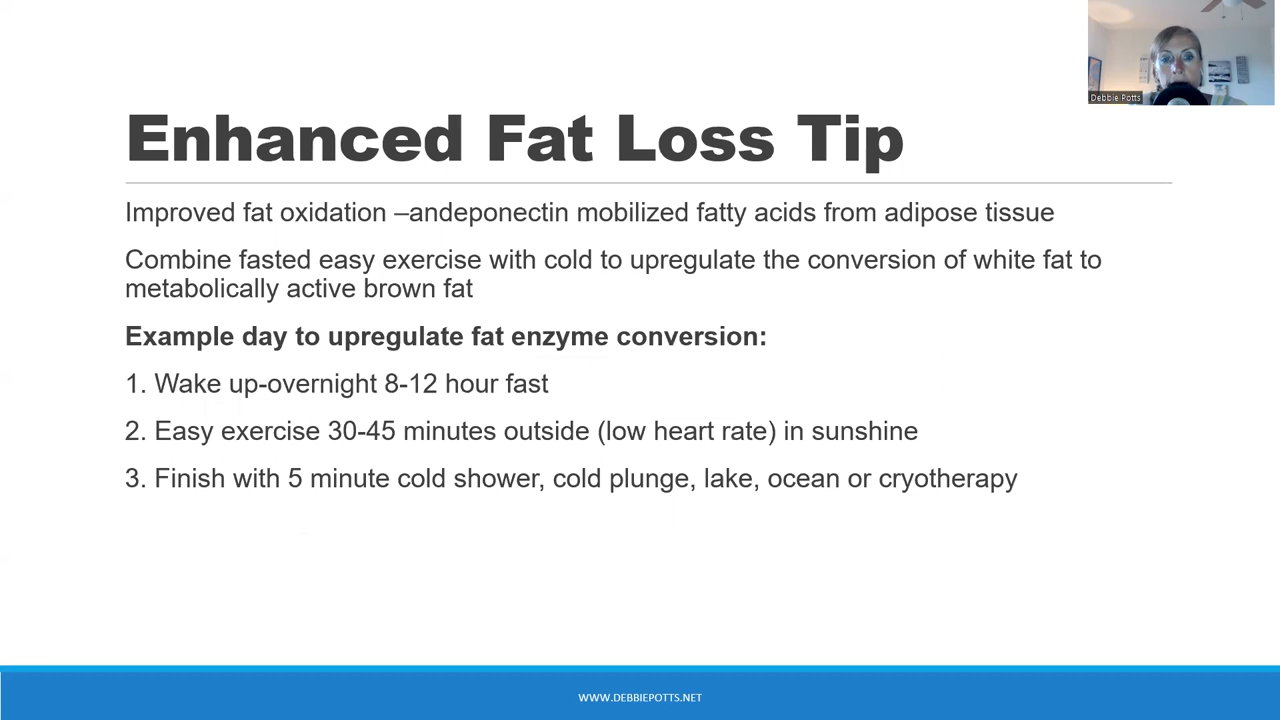 Debbie Potts
Enhanced Fat Loss Tip
Improved fat oxidation –andeponectin mobilized fatty acids from adipose tissue
Combine fasted easy exercise with cold to upregulate the conversion of white fat to
metabolically active brown fat
Example day to upregulate fat enzyme conversion:
1. Wake up-overnight 8-12 hour fast
2. Easy exercise 30-45 minutes outside (low heart rate) in sunshine
3. Finish with 5 minute cold shower, cold plunge, lake, ocean or cryotherapy
WWW.DEBBIEPOTTS.NET